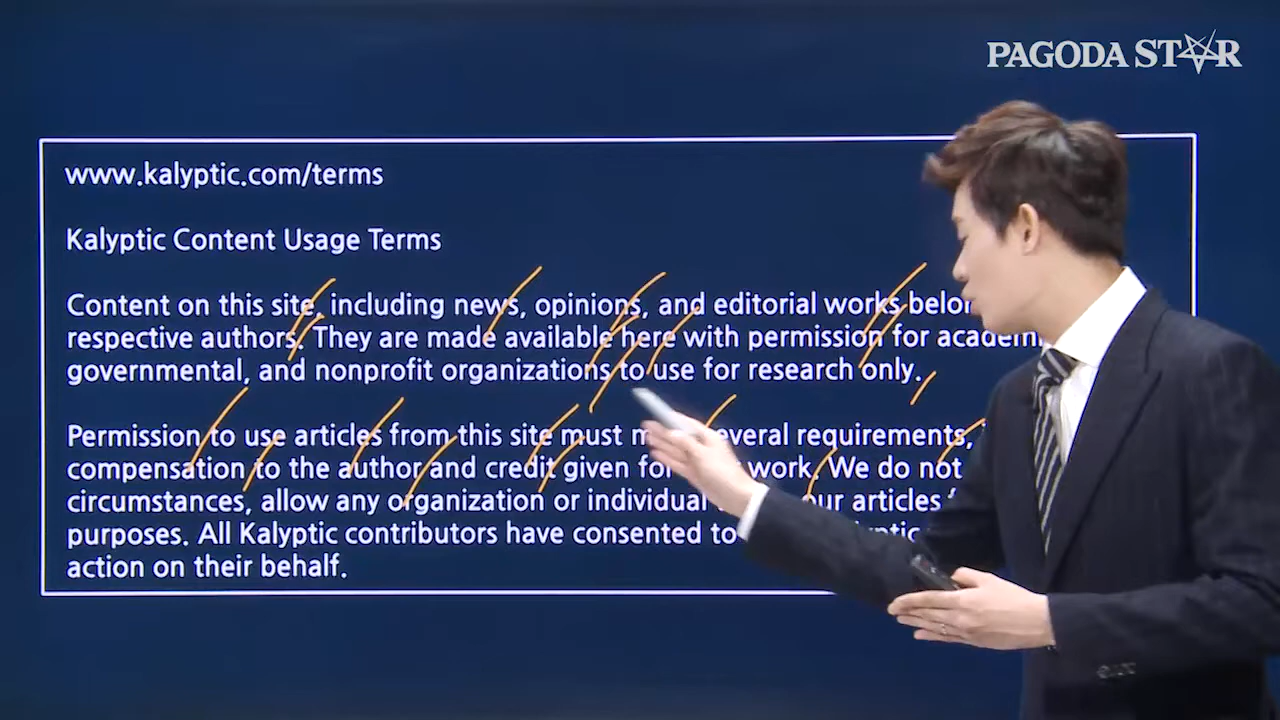 PAGODA STAR
www.kalyptic.com/terms
Kalyptic Content Usage Terms
Content on this site, including news, opinions, and editorial works
respective authors. They are made available here with permission for
governmental, and nonprofit organizations to use for research only.
Permission to use articles from this site must several requirements,
compensation to the author and credit given for work. We do not
circumstances, allow any organization or individual our articles
purposes. All Kalyptic contributors have consented to
action on their behalf.